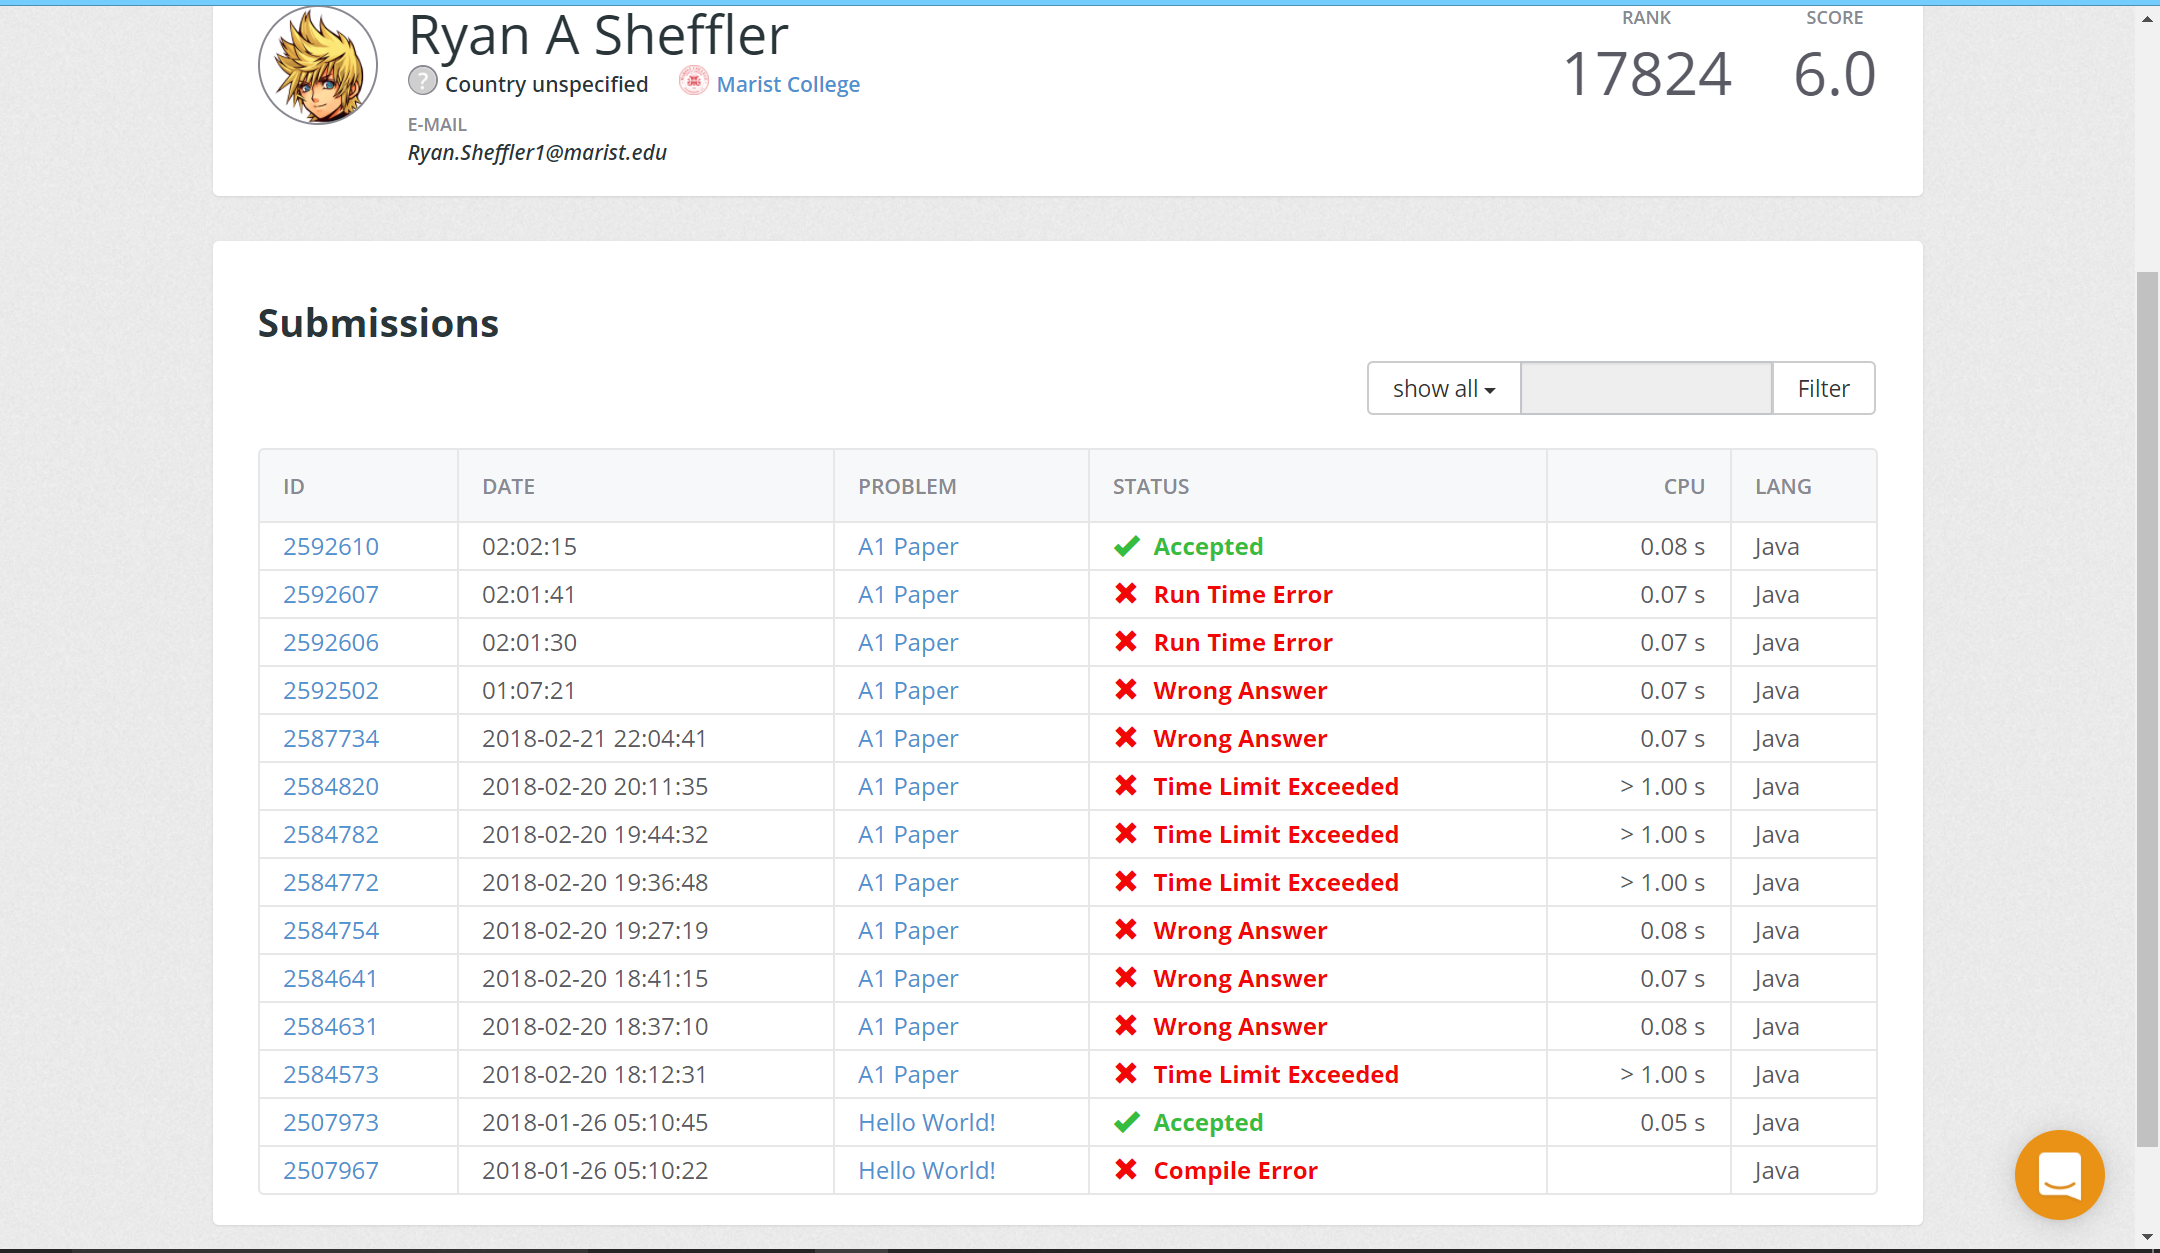 Ryan A Sheffler
RANK
SCORE
17824
6.0
? Country unspecified Marist College
E-MAIL
Ryan.Sheffler1@marist.edu
Submissions
show all Filter
ID DATE PROBLEM STATUS CPU LANG
2592610 02:02:15 A1 Paper Accepted 0.08 s Java
2592607 02:01:41 A1 Paper Run Time Error 0.07 s Java
2592606 02:01:30 A1 Paper Run Time Error 0.07 s Java
2592502 01:07:21 A1 Paper Wrong Answer 0.07 s Java
2587734 2018-02-21 22:04:41 A1 Paper Wrong Answer 0.07 s Java
2584820 2018-02-20 20:11:35 A1 Paper Time Limit Exceeded > 1.00 s Java
2584782 2018-02-20 19:44:32 A1 Paper Time Limit Exceeded > 1.00 s Java
2584772 2018-02-20 19:36:48 A1 Paper Time Limit Exceeded > 1.00 s Java
2584754 2018-02-20 19:27:19 A1 Paper Wrong Answer 0.08 s Java
2584641 2018-02-20 18:41:15 A1 Paper Wrong Answer 0.07 s Java
2584631 2018-02-20 18:37:10 A1 Paper Wrong Answer 0.08 s Java
2584573 2018-02-20 18:12:31 A1 Paper Time Limit Exceeded > 1.00 s Java
2507973 2018-01-26 05:10:45 Hello World! Accepted 0.05 s Java
2507967 2018-01-26 05:10:22 Hello World! Compile Error Java